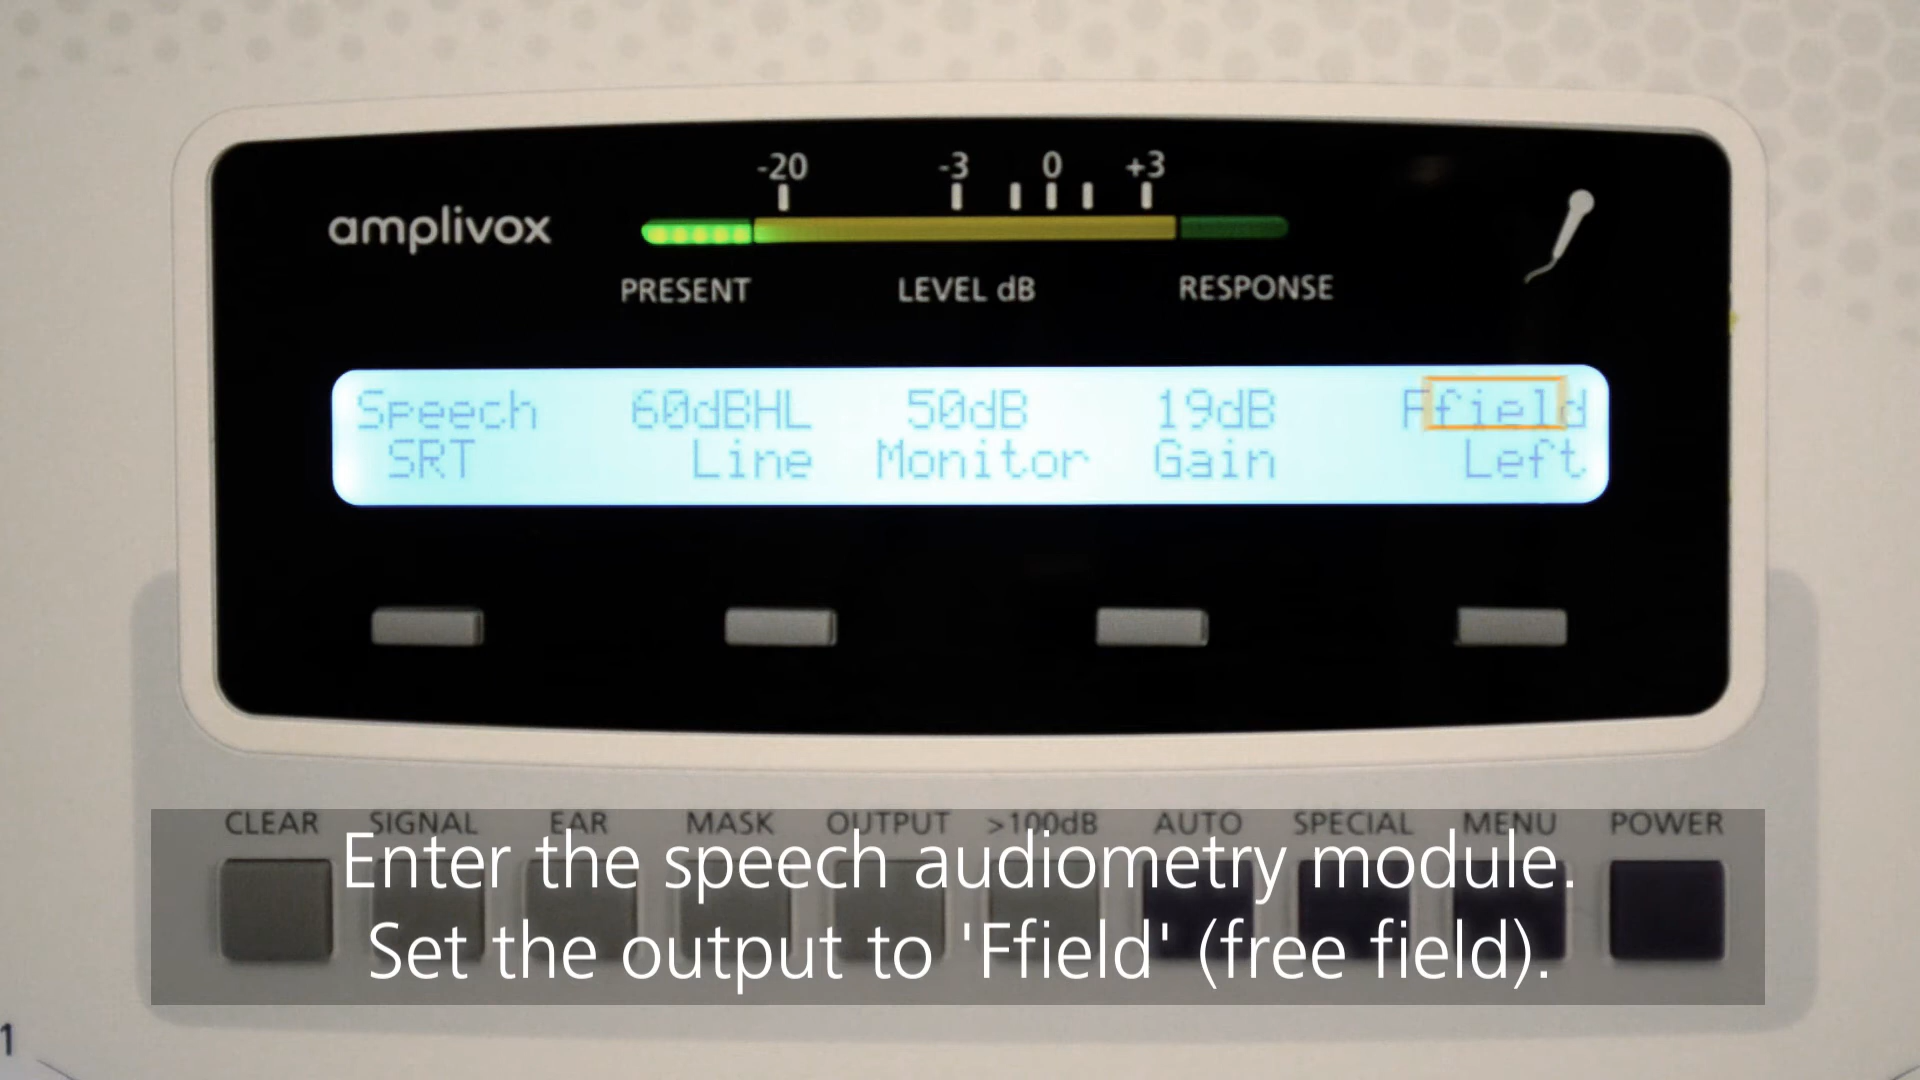 -20 -3 0 +3
amplivox
PRESENT LEVEL dB RESPONSE
Speech 60dBHL 50dB 19dB Ffield
SRT Line Monitor Gain Left
CLEAR SIGNAL EAR MASK OUTPUT >100dB AUTO SPECIAL MENU POWER
Enter the speech audiometry module.
Set the output to 'Ffield' (free field).
1